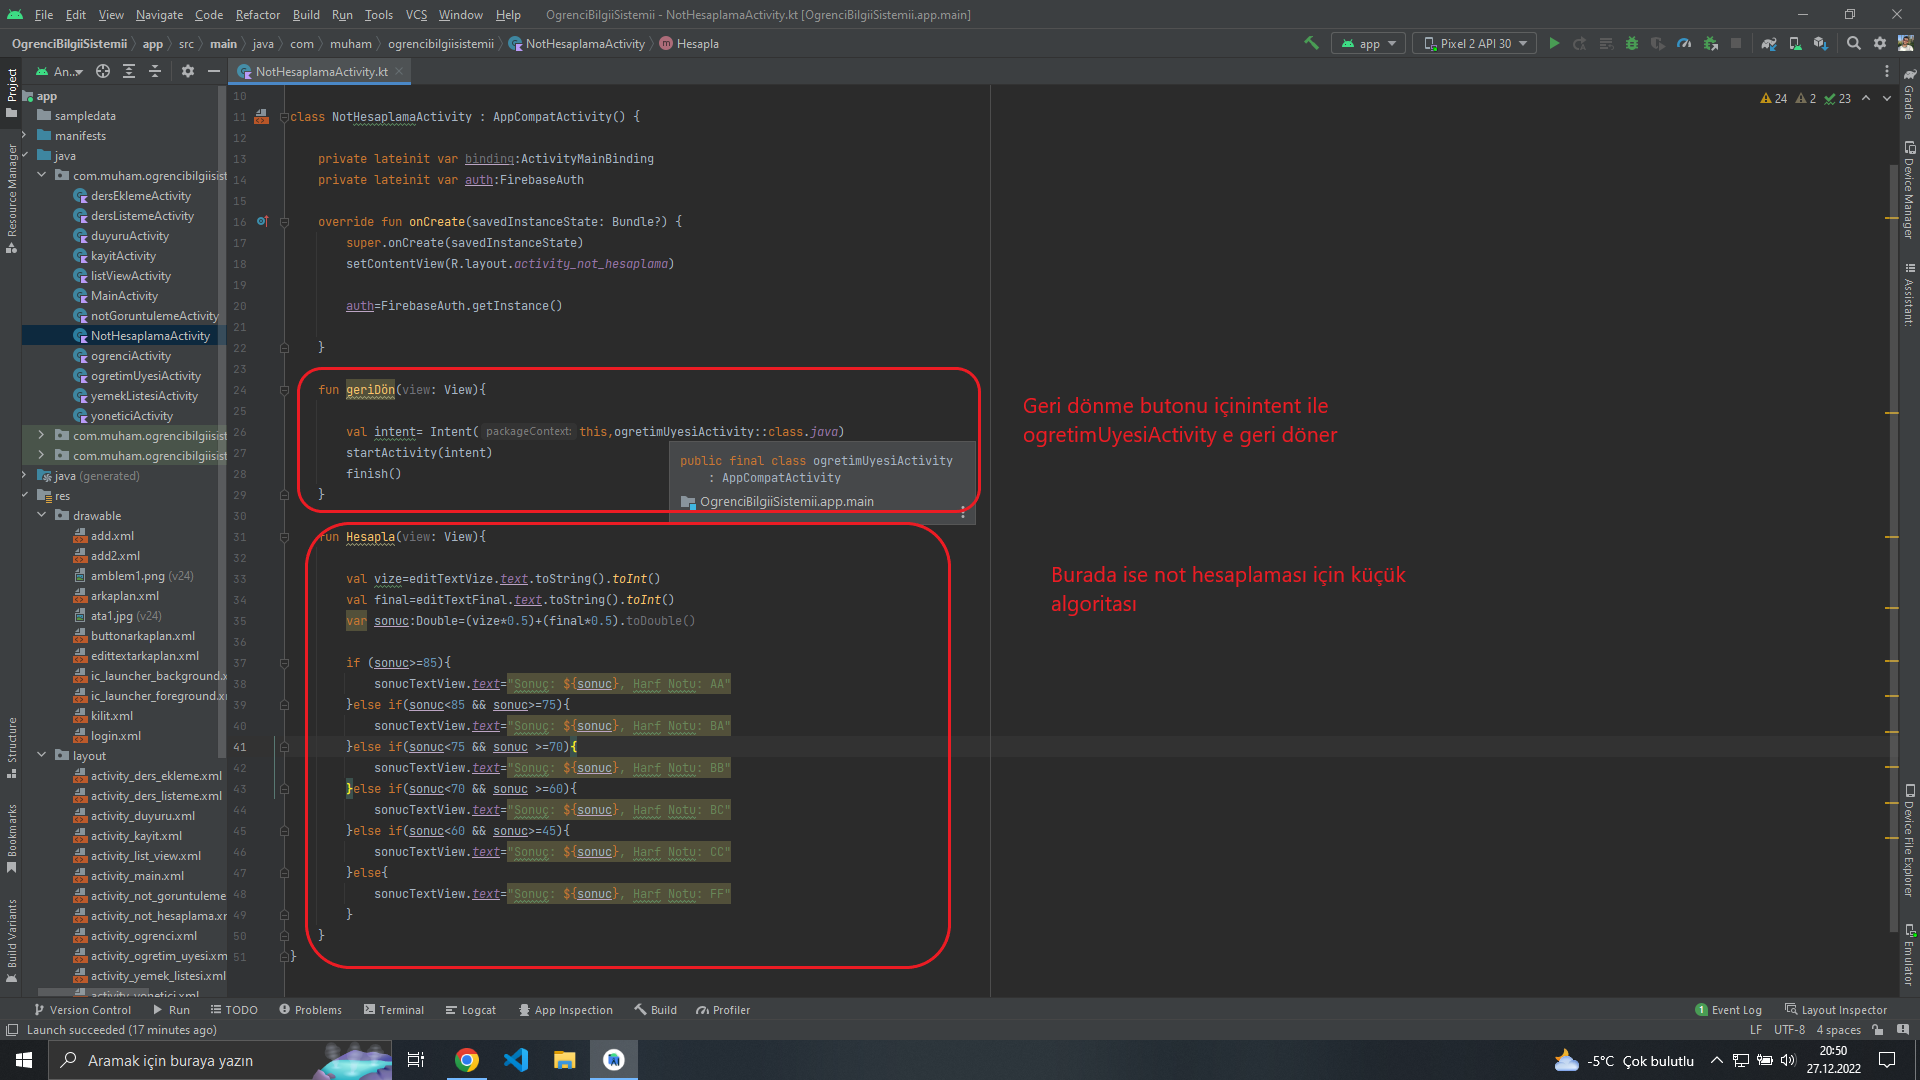 File Edit View Navigate Code Refactor Build Run Tools VCS Window Help OgrenciBilgiiSistemii - NotHesaplamaActivity.kt [OgrenciBilgiiSistemii.app.main]
OgrenciBilgiiSistemii app src main java com muham ogrencibilgiisistemii NotHesaplamaActivity Hesapla app Pixel 2 API 30
An... NotHesaplamaActivity.kt
Project
Resource Manager
Structure
Bookmarks
Build Variants
app
sampledata
manifests
java
com.muham.ogrencibilgiisist
dersEklemeActivity
dersListemeActivity
duyuruActivity
kayitActivity
listViewActivity
MainActivity
notGoruntulemeActivity
NotHesaplamaActivity
ogrenciActivity
ogretimUyesiActivity
yemekListesiActivity
yoneticiActivity
com.muham.ogrencibilgiisist
com.muham.ogrencibilgiisist
java (generated)
res
drawable
add.xml
add2.xml
amblem1.png (v24)
arkaplan.xml
ata1.jpg (v24)
buttonarkaplan.xml
edittextarkaplan.xml
ic_launcher_background.x
ic_launcher_foreground.x
kilit.xml
login.xml
layout
activity_ders_ekleme.xml
activity_ders_listeme.xml
activity_duyuru.xml
activity_kayit.xml
activity_list_view.xml
activity_main.xml
activity_not_goruntuleme
activity_not_hesaplama.xm
activity_ogrenci.xml
activity_ogretim_uyesi.xm
activity_yemek_listesi.xml
activity_yonetici.xml
24 2 23
10
11 class NotHesaplamaActivity : AppCompatActivity() {
12
13 private lateinit var binding:ActivityMainBinding
14 private lateinit var auth:FirebaseAuth
15
16 override fun onCreate(savedInstanceState: Bundle?) {
17 super.onCreate(savedInstanceState)
18 setContentView(R.layout.activity_not_hesaplama)
19
20 auth=FirebaseAuth.getInstance()
21
22 }
23
24 fun geriDön(view: View){
25
26 val intent= Intent( packageContext: this,ogretimUyesiActivity::class.java)
27 startActivity(intent)
28 finish()
29 }
30
31 fun Hesapla(view: View){
32
33 val vize=editTextVize.text.toString().toInt()
34 val final=editTextFinal.text.toString().toInt()
35 var sonuc:Double=(vize*0.5)+(final*0.5).toDouble()
36
37 if (sonuc>=85){
38 sonucTextView.text="Sonuç: ${sonuc}, Harf Notu: AA"
39 }else if(sonuc<85 && sonuc>=75){
40 sonucTextView.text="Sonuç: ${sonuc}, Harf Notu: BA"
41 }else if(sonuc<75 && sonuc >=70){
42 sonucTextView.text="Sonuç: ${sonuc}, Harf Notu: BB"
43 }else if(sonuc<70 && sonuc >=60){
44 sonucTextView.text="Sonuç: ${sonuc}, Harf Notu: BC"
45 }else if(sonuc<60 && sonuc>=45){
46 sonucTextView.text="Sonuç: ${sonuc}, Harf Notu: CC"
47 }else{
48 sonucTextView.text="Sonuç: ${sonuc}, Harf Notu: FF"
49 }
50 }
51 }
public final class ogretimUyesiActivity
: AppCompatActivity
OgrenciBilgiiSistemii.app.main
Geri dönme butonu içinintent ile
ogretimUyesiActivity e geri döner
Burada ise not hesaplaması için küçük
algoritası
Gradle
Device Manager
Assistant:
Device File Explorer
Emulator
Version Control Run TODO Problems Terminal Logcat App Inspection Build Profiler 1 Event Log Layout Inspector
Launch succeeded (17 minutes ago) LF UTF-8 4 spaces
Aramak için buraya yazın -5°C Çok bulutlu 20:50
27.12.2022